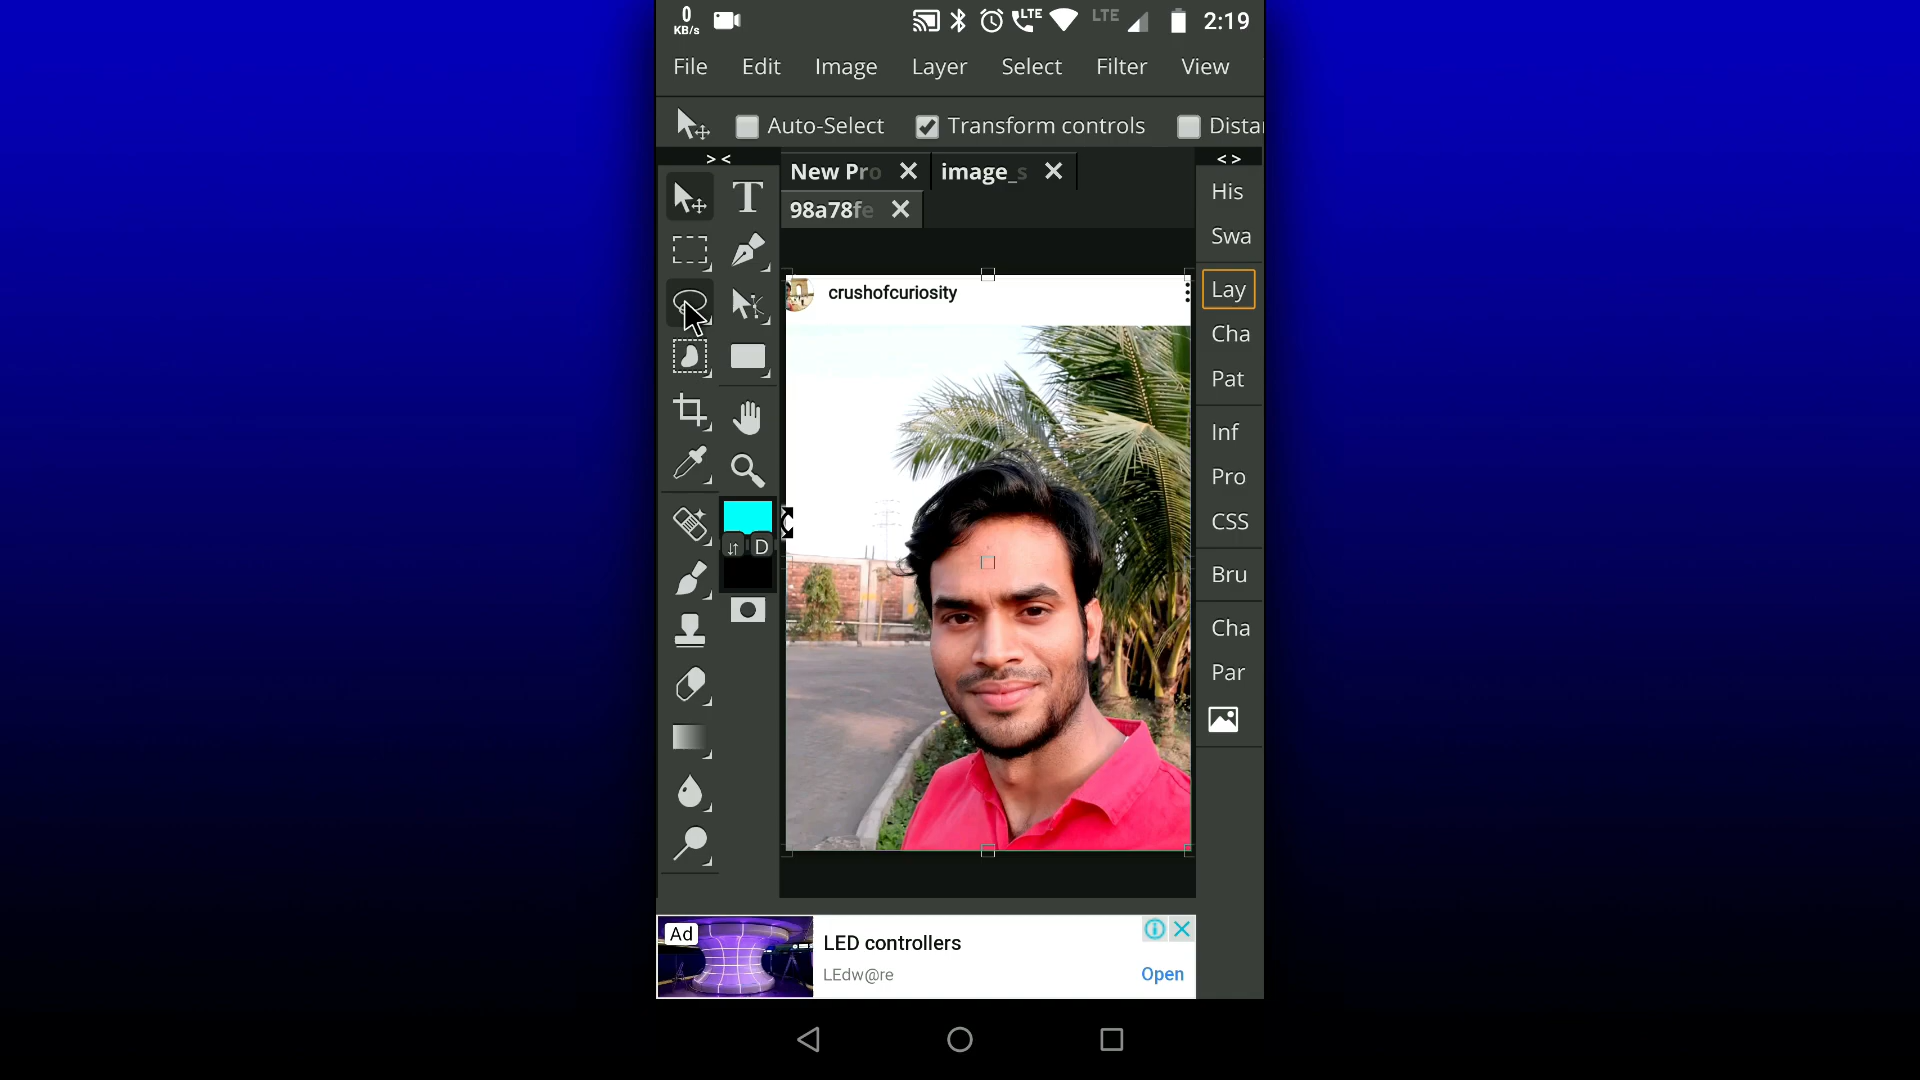 0
KB/s
LTE
LTE
2:19
File Edit Image Layer Select Filter View
Auto-Select Transform controls Dista
> < < >
New Pro image_s
98a78fe
T
D
His
Swa
Lay
Cha
Pat
Inf
Pro
CSS
Bru
Cha
Par
crushofcuriosity
Ad
LED controllers
LEdw@re
Open